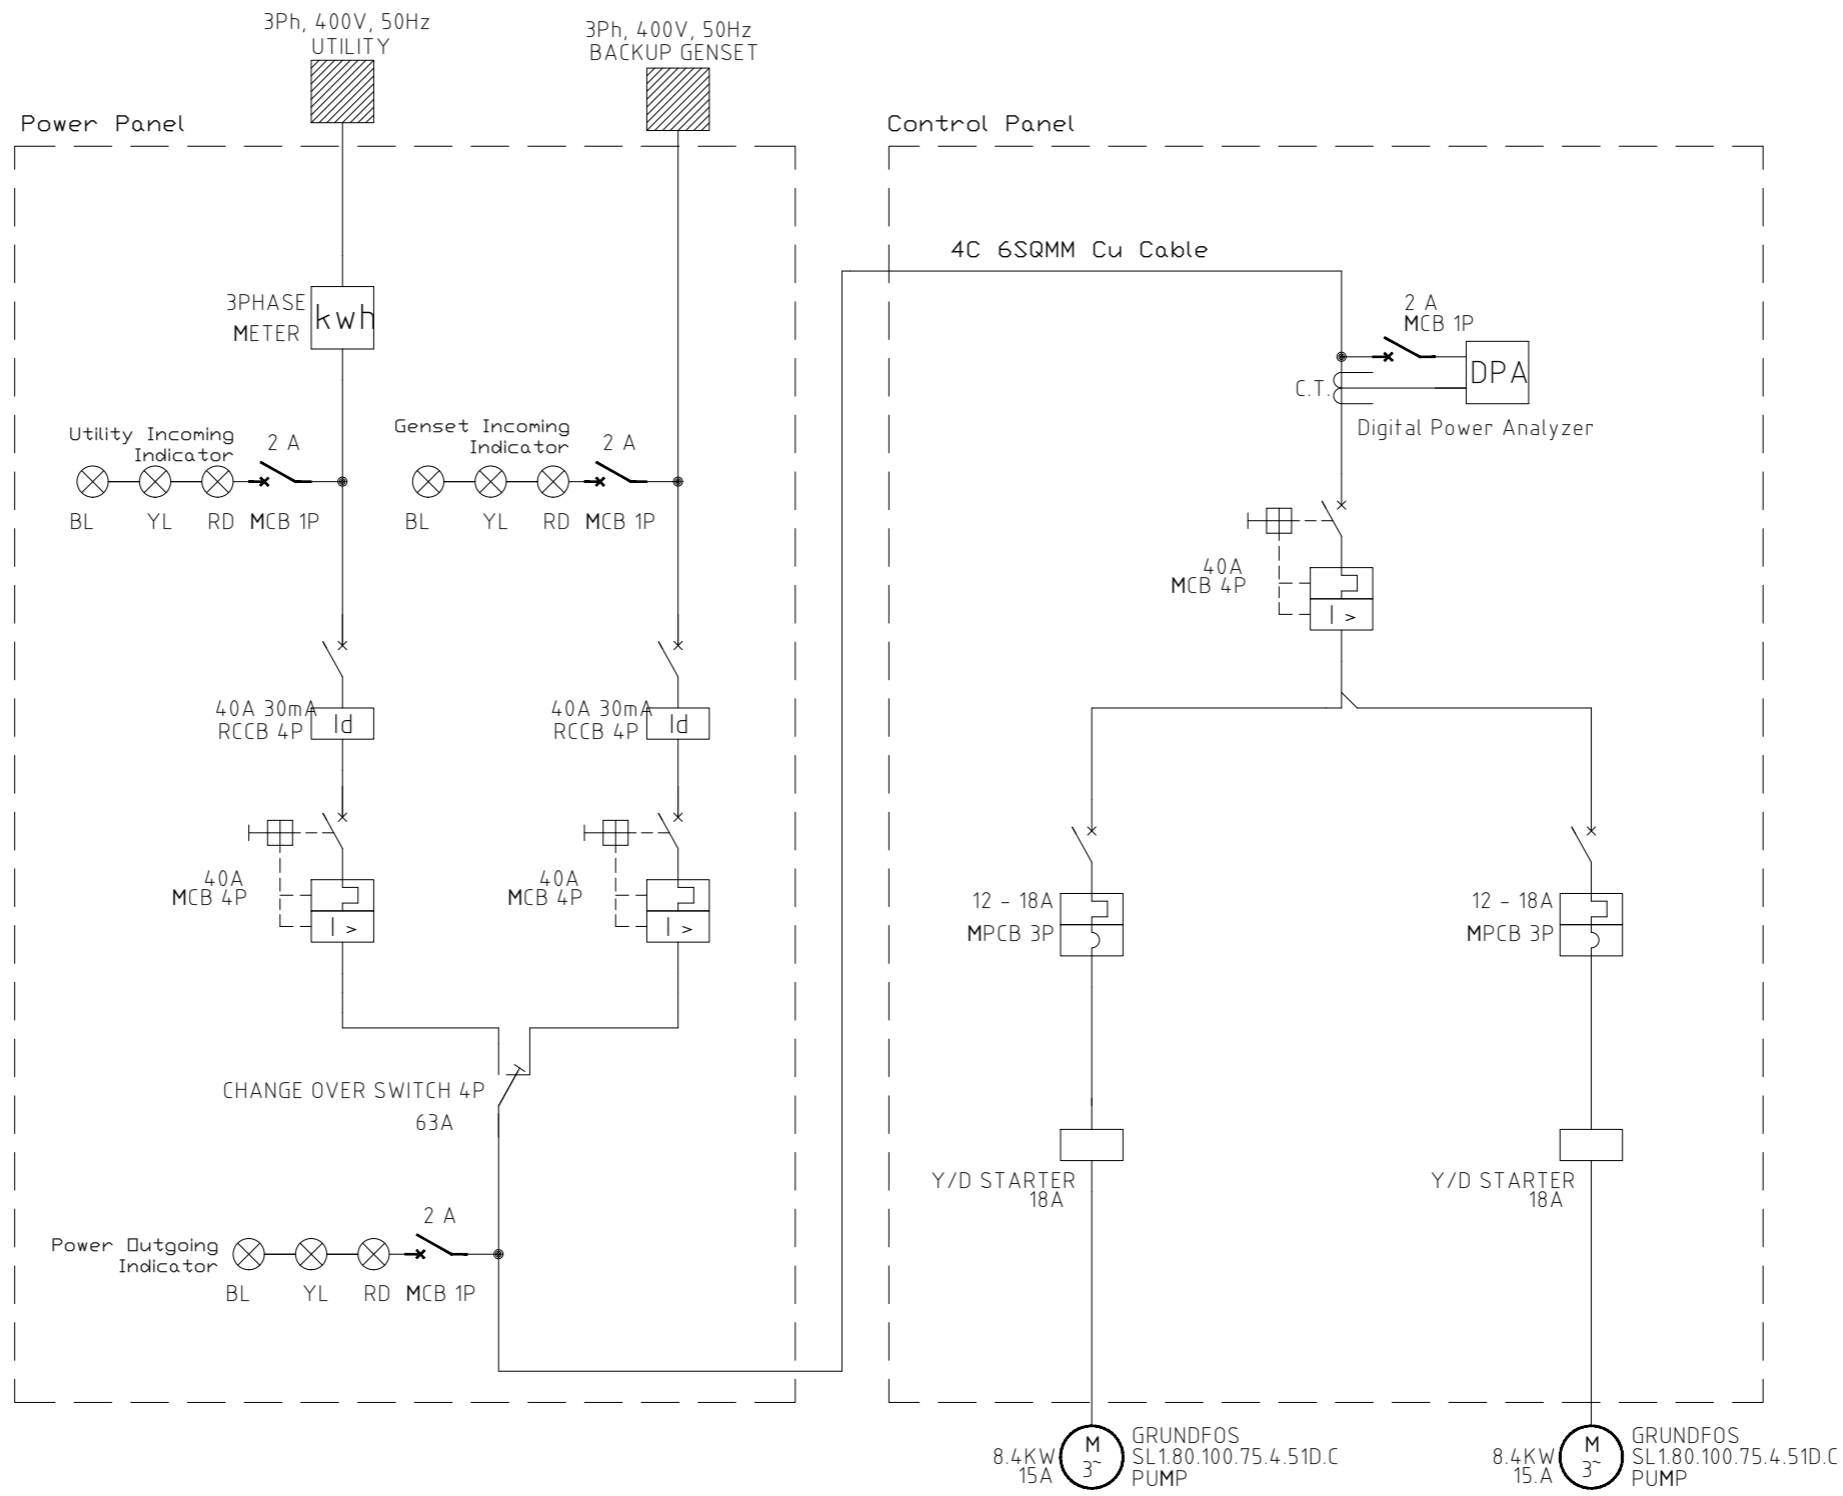 3Ph, 400V, 50Hz
UTILITY
3Ph, 400V, 50Hz
BACKUP GENSET
Power Panel
3PHASE
METER
kwh
Utility Incoming
Indicator
2 A
BL YL RD MCB 1P
Genset Incoming
Indicator
2 A
BL YL RD MCB 1P
40A 30mA
RCCB 4P
Id
40A 30mA
RCCB 4P
Id
40A
MCB 4P
I >
40A
MCB 4P
I >
CHANGE OVER SWITCH 4P
63A
Power Outgoing
Indicator
2 A
BL YL RD MCB 1P
Control Panel
4C 6SQMM Cu Cable
2 A
MCB 1P
DPA
C.T.
Digital Power Analyzer
40A
MCB 4P
I >
12 - 18A
MPCB 3P
12 - 18A
MPCB 3P
Y/D STARTER
18A
Y/D STARTER
18A
8.4KW
15A
M
3~
GRUNDFOS
SL1.80.100.75.4.51D.C
PUMP
8.4KW
15.A
M
3~
GRUNDFOS
SL1.80.100.75.4.51D.C
PUMP